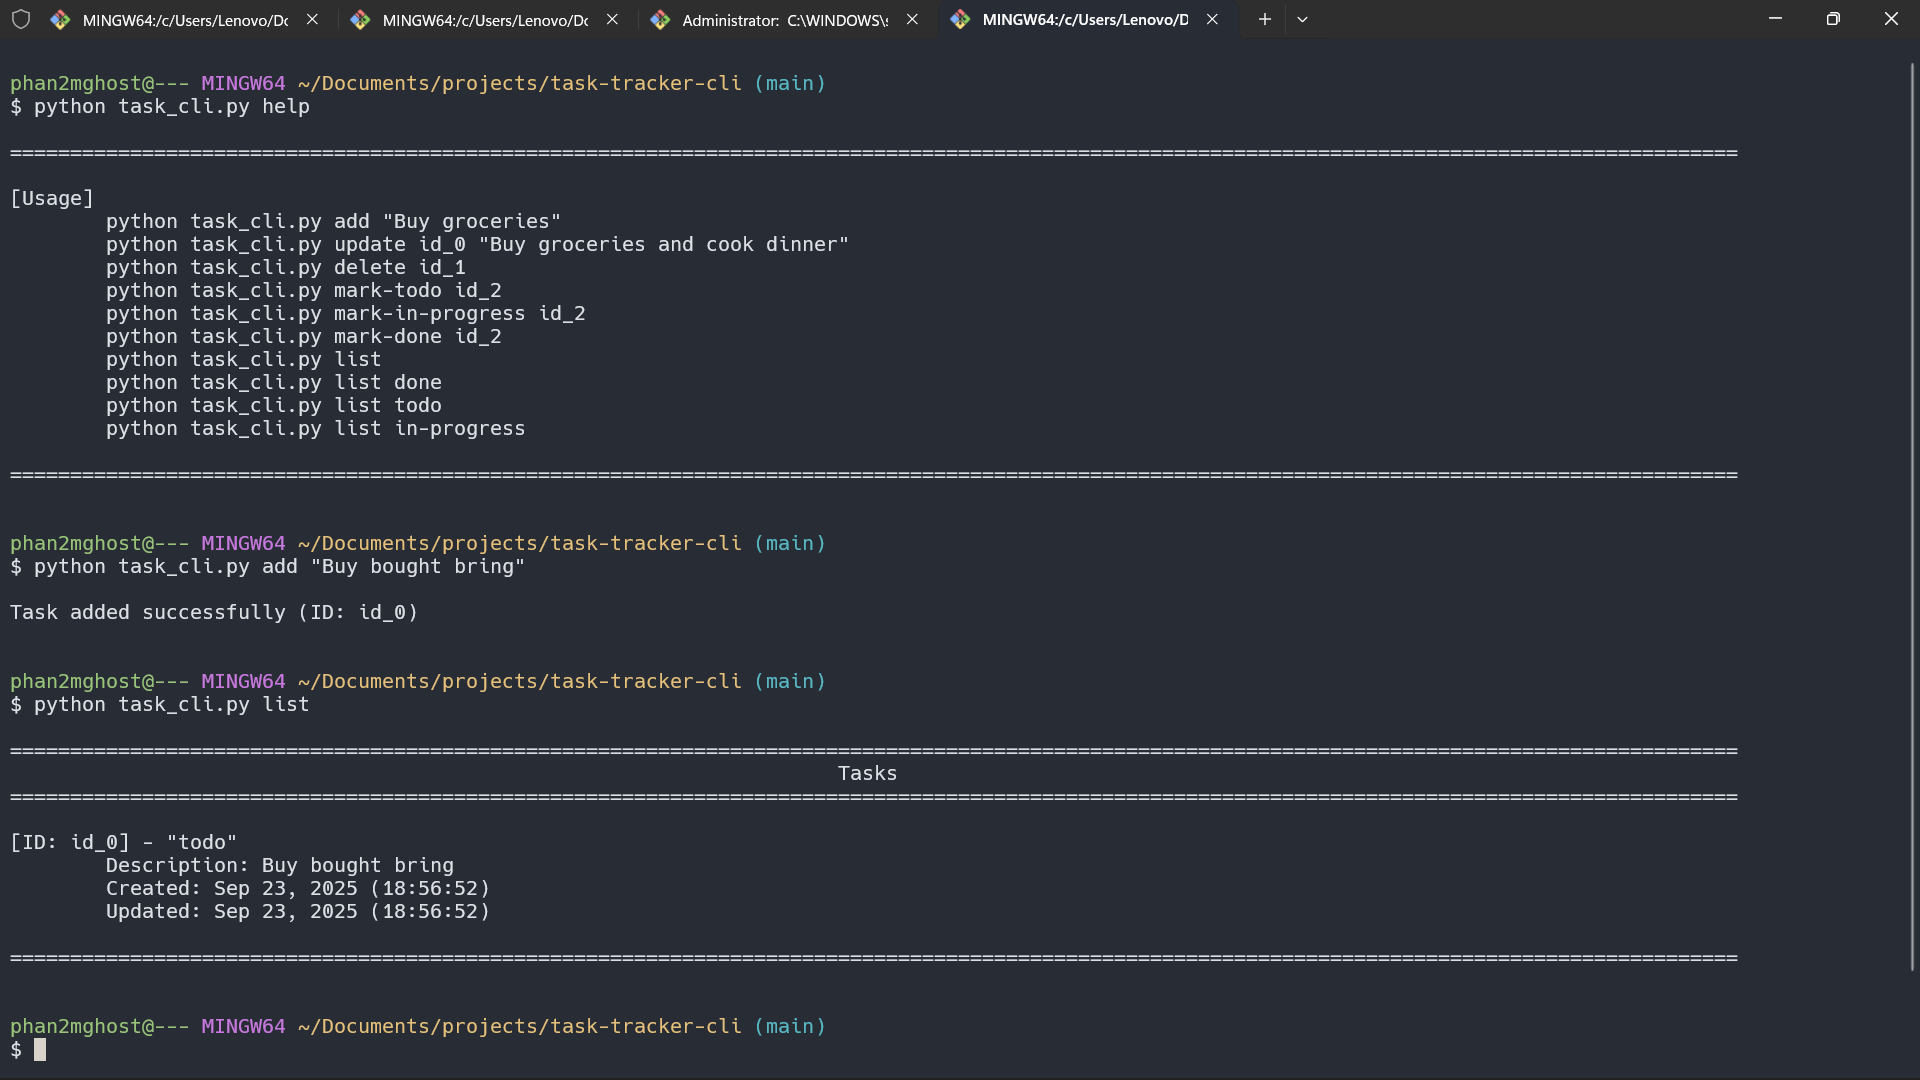 MINGW64:/c/Users/Lenovo/Dc MINGW64:/c/Users/Lenovo/Dc Administrator: C:\WINDOWS\s MINGW64:/c/Users/Lenovo/D
phan2mghost@--- MINGW64 ~/Documents/projects/task-tracker-cli (main)
$ python task_cli.py help
================================================================================================================================================
[Usage]
python task_cli.py add "Buy groceries"
python task_cli.py update id_0 "Buy groceries and cook dinner"
python task_cli.py delete id_1
python task_cli.py mark-todo id_2
python task_cli.py mark-in-progress id_2
python task_cli.py mark-done id_2
python task_cli.py list
python task_cli.py list done
python task_cli.py list todo
python task_cli.py list in-progress
================================================================================================================================================
phan2mghost@--- MINGW64 ~/Documents/projects/task-tracker-cli (main)
$ python task_cli.py add "Buy bought bring"
Task added successfully (ID: id_0)
phan2mghost@--- MINGW64 ~/Documents/projects/task-tracker-cli (main)
$ python task_cli.py list
================================================================================================================================================
Tasks
================================================================================================================================================
[ID: id_0] - "todo"
Description: Buy bought bring
Created: Sep 23, 2025 (18:56:52)
Updated: Sep 23, 2025 (18:56:52)
================================================================================================================================================
phan2mghost@--- MINGW64 ~/Documents/projects/task-tracker-cli (main)
$